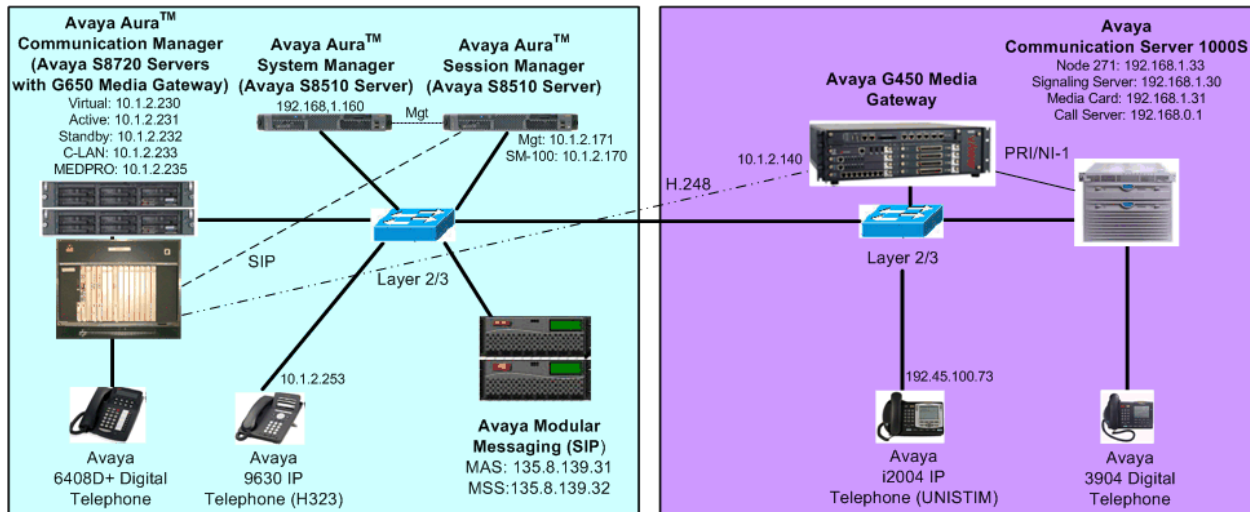 Avaya Aura™
Communication Manager
(Avaya S8720 Servers
with G650 Media Gateway)
Virtual: 10.1.2.230
Active: 10.1.2.231
Standby: 10.1.2.232
C-LAN: 10.1.2.233
MEDPRO: 10.1.2.235
Avaya Aura™
System Manager
(Avaya S8510 Server)
192.168,1.160
Mgt
Avaya Aura™
Session Manager
(Avaya S8510 Server)
Mgt: 10.1.2.171
SM-100: 10.1.2.170
SIP
Layer 2/3
H.248
10.1.2.253
Avaya
6408D+ Digital
Telephone
Avaya
9630 IP
Telephone (H323)
Avaya Modular
Messaging (SIP)
MAS: 135.8.139.31
MSS:135.8.139.32
Avaya G450 Media
Gateway
10.1.2.140
PRI/NI-1
Avaya
Communication Server 1000S
Node 271: 192.168.1.33
Signaling Server: 192.168.1.30
Media Card: 192.168.1.31
Call Server: 192.168.0.1
Layer 2/3
192.45.100.73
Avaya
i2004 IP
Telephone (UNISTIM)
Avaya
3904 Digital
Telephone